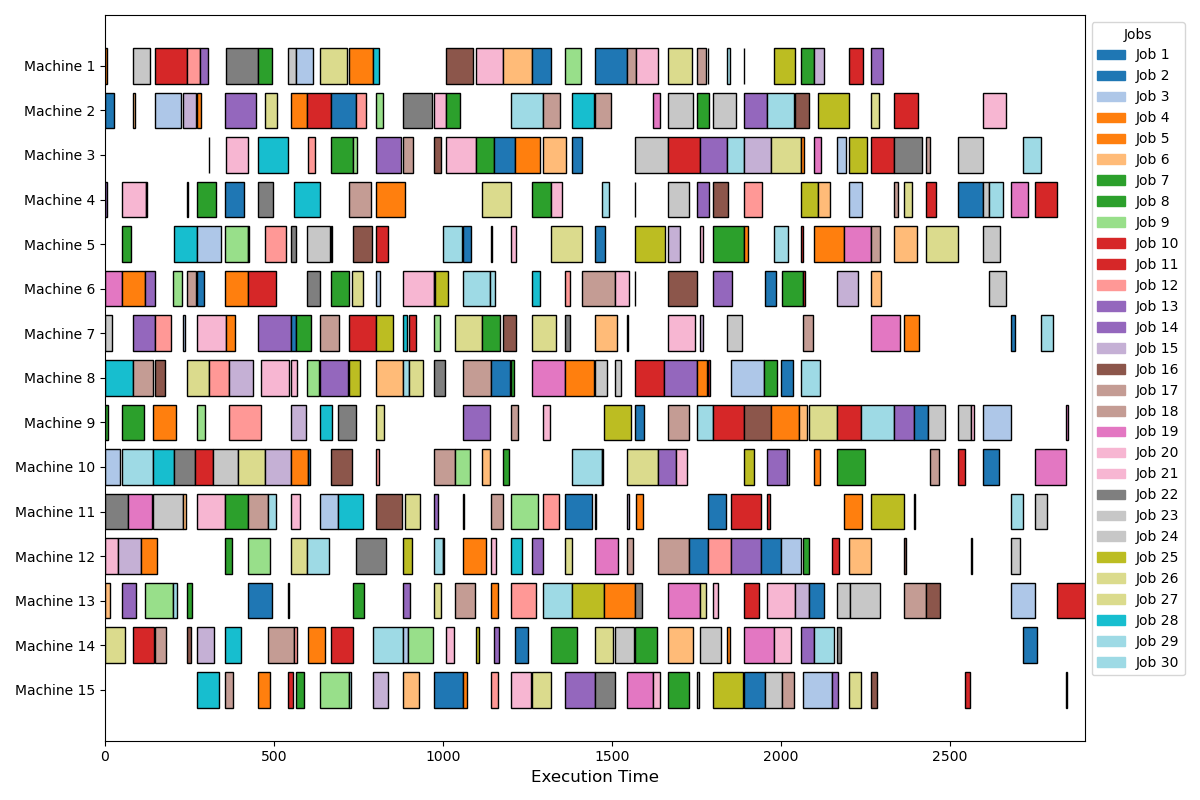 Machine 1
Machine 2
Machine 3
Machine 4
Machine 5
Machine 6
Machine 7
Machine 8
Machine 9
Machine 10
Machine 11
Machine 12
Machine 13
Machine 14
Machine 15
0
500
1000
1500
2000
2500
Execution Time
Jobs
Job 1
Job 2
Job 3
Job 4
Job 5
Job 6
Job 7
Job 8
Job 9
Job 10
Job 11
Job 12
Job 13
Job 14
Job 15
Job 16
Job 17
Job 18
Job 19
Job 20
Job 21
Job 22
Job 23
Job 24
Job 25
Job 26
Job 27
Job 28
Job 29
Job 30